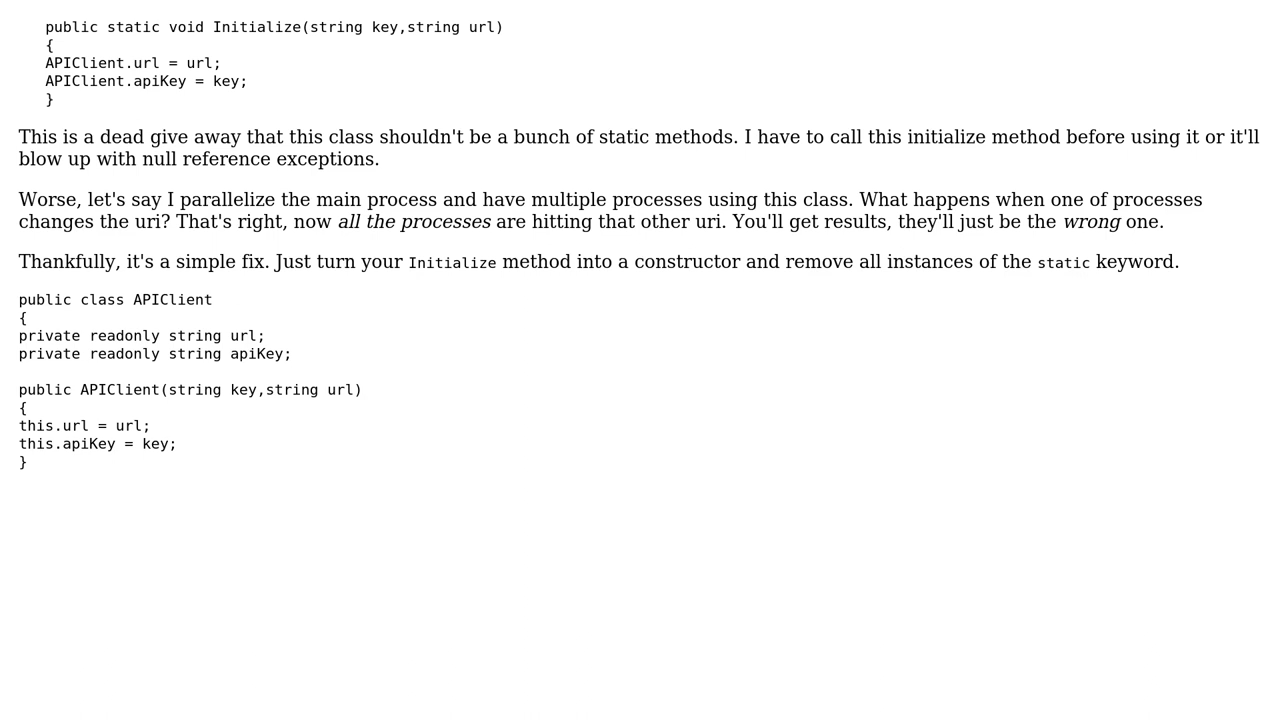 public static void Initialize(string key,string url)
{
APIClient.url = url;
APIClient.apiKey = key;
}
This is a dead give away that this class shouldn't be a bunch of static methods. I have to call this initialize method before using it or it'll
blow up with null reference exceptions.
Worse, let's say I parallelize the main process and have multiple processes using this class. What happens when one of processes
changes the uri? That's right, now all the processes are hitting that other uri. You'll get results, they'll just be the wrong one.
Thankfully, it's a simple fix. Just turn your Initialize method into a constructor and remove all instances of the static keyword.
public class APIClient
{
private readonly string url;
private readonly string apiKey;
public APIClient(string key,string url)
{
this.url = url;
this.apiKey = key;
}